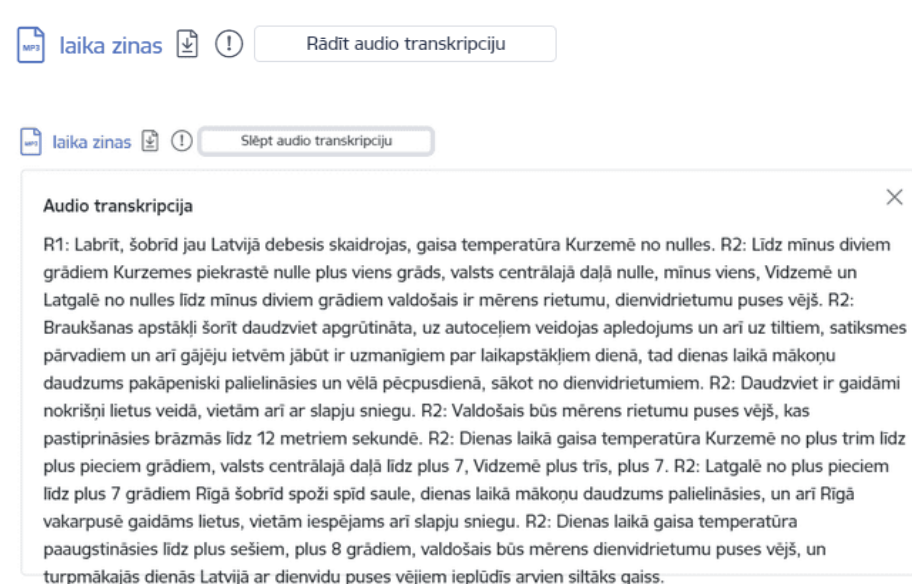 MP3 laika zinas ! Rādīt audio transkripciju
MP3 laika zinas ! Slēpt audio transkripciju
Audio transkripcija
R1: Labrīt, šobrīd jau Latvijā debesis skaidrojas, gaisa temperatūra Kurzemē no nulles. R2: Līdz mīnus diviem
grādiem Kurzemes piekrastē nulle plus viens grāds, valsts centrālajā daļā nulle, mīnus viens, Vidzemē un
Latgalē no nulles līdz mīnus diviem grādiem valdošais ir mērens rietumu, dienvidrietumu puses vējš. R2:
Braukšanas apstākļi šorīt daudzviet apgrūtināta, uz autoceļiem veidojas apledojums un arī uz tiltiem, satiksmes
pārvadiem un arī gājēju ietvēm jābūt ir uzmanīgiem par laikapstākļiem dienā, tad dienas laikā mākoņu
daudzums pakāpeniski palielināsies un vēlā pēcpusdienā, sākot no dienvidrietumiem. R2: Daudzviet ir gaidāmi
nokrišņi lietus veidā, vietām arī ar slapju sniegu. R2: Valdošais būs mērens rietumu puses vējš, kas
pastiprināsies brāzmās līdz 12 metriem sekundē. R2: Dienas laikā gaisa temperatūra Kurzemē no plus trim līdz
plus pieciem grādiem, valsts centrālajā daļā līdz plus 7, Vidzemē plus trīs, plus 7. R2: Latgalē no plus pieciem
līdz plus 7 grādiem Rīgā šobrīd spoži spīd saule, dienas laikā mākoņu daudzums palielināsies, un arī Rīgā
vakarpusē gaidāms lietus, vietām iespējams arī slapju sniegu. R2: Dienas laikā gaisa temperatūra
paaugstināsies līdz plus sešiem, plus 8 grādiem, valdošais būs mērens dienvidrietumu puses vējš, un
turpmākajās dienās Latvijā ar dienvidu puses vējiem ieplūdīs arvien siltāks gaiss.